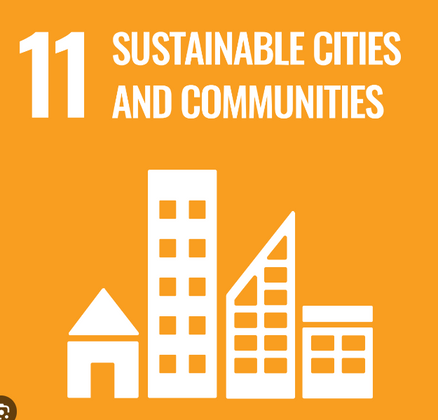 11 SUSTAINABLE CITIES
AND COMMUNITIES